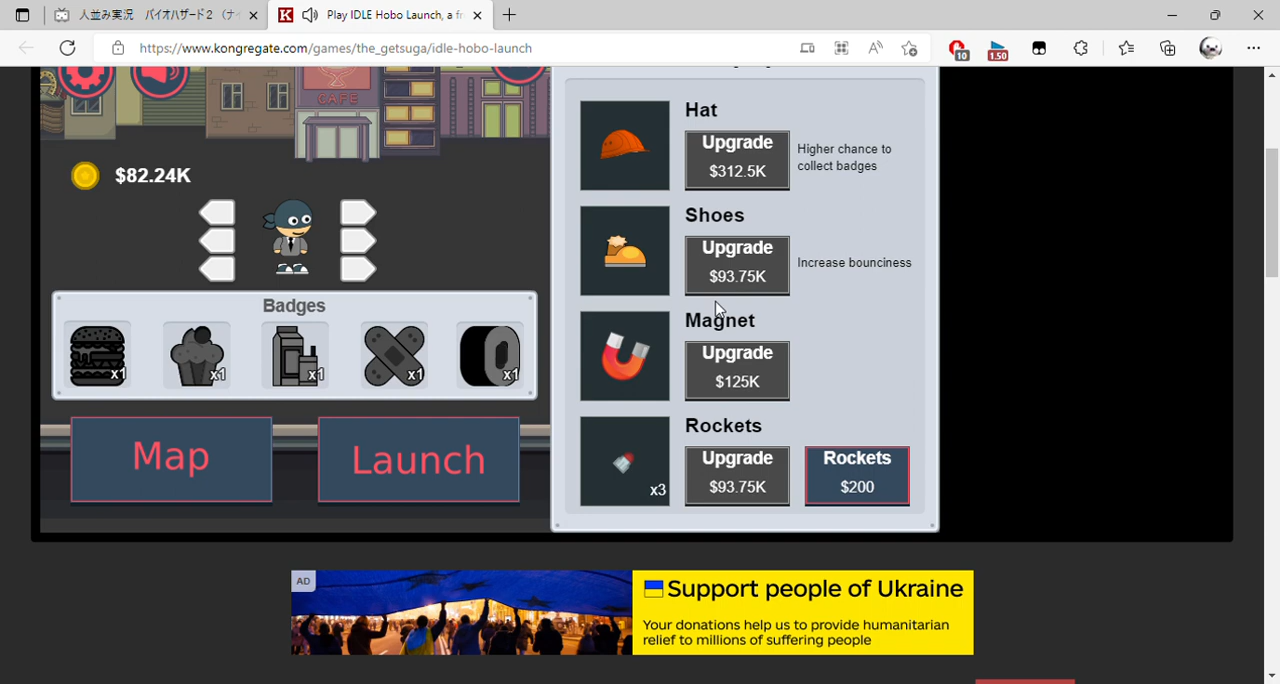 人並み実況 バイオハザード2 （ナイ
Play IDLE Hobo Launch, a fr
https://www.kongregate.com/games/the_getsuga/idle-hobo-launch
10
1.50
CAFE
$82.24K
Badges
x1
x1
x1
x1
x1
Map
Launch
Hat
Upgrade
$312.5K
Higher chance to
collect badges
Shoes
Upgrade
$93.75K
Increase bounciness
Magnet
Upgrade
$125K
Rockets
x3
Upgrade
$93.75K
Rockets
$200
AD
Support people of Ukraine
Your donations help us to provide humanitarian
relief to millions of suffering people